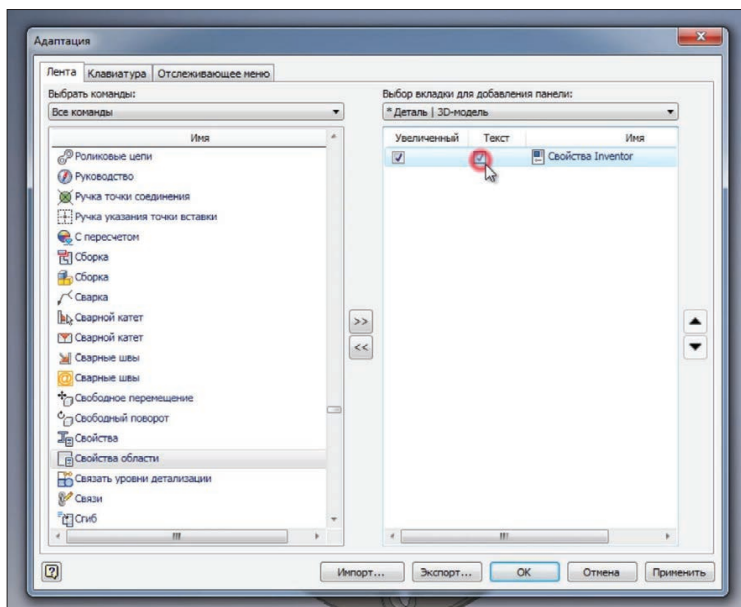 Адаптация
Лента Клавиатура Отслеживающее меню
Выбрать команды:
Все команды
Имя
Роликовые цепи
Руководство
Ручка точки соединения
Ручка указания точки вставки
С пересчетом
Сборка
Сборка
Сварка
Сварной катет
Сварной катет
Сварные швы
Сварные швы
Свободное перемещение
Свободный поворот
Свойства
Свойства области
Связать уровни детализации
Связи
Сгиб
>>
<<
Выбор вкладки для добавления панели:
* Деталь | 3D-модель
Увеличенный Текст Имя
Свойства Inventor
?
Импорт... Экспорт... ОК Отмена Применить